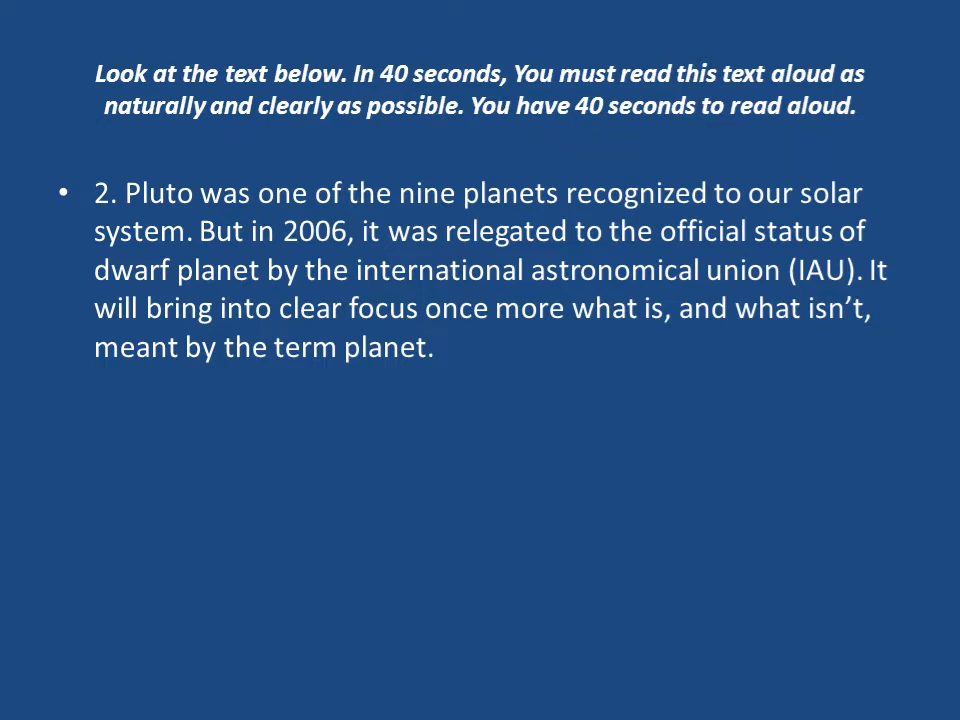 Look at the text below. In 40 seconds, You must read this text aloud as
naturally and clearly as possible. You have 40 seconds to read aloud.
• 2. Pluto was one of the nine planets recognized to our solar
system. But in 2006, it was relegated to the official status of
dwarf planet by the international astronomical union (IAU). It
will bring into clear focus once more what is, and what isn’t,
meant by the term planet.